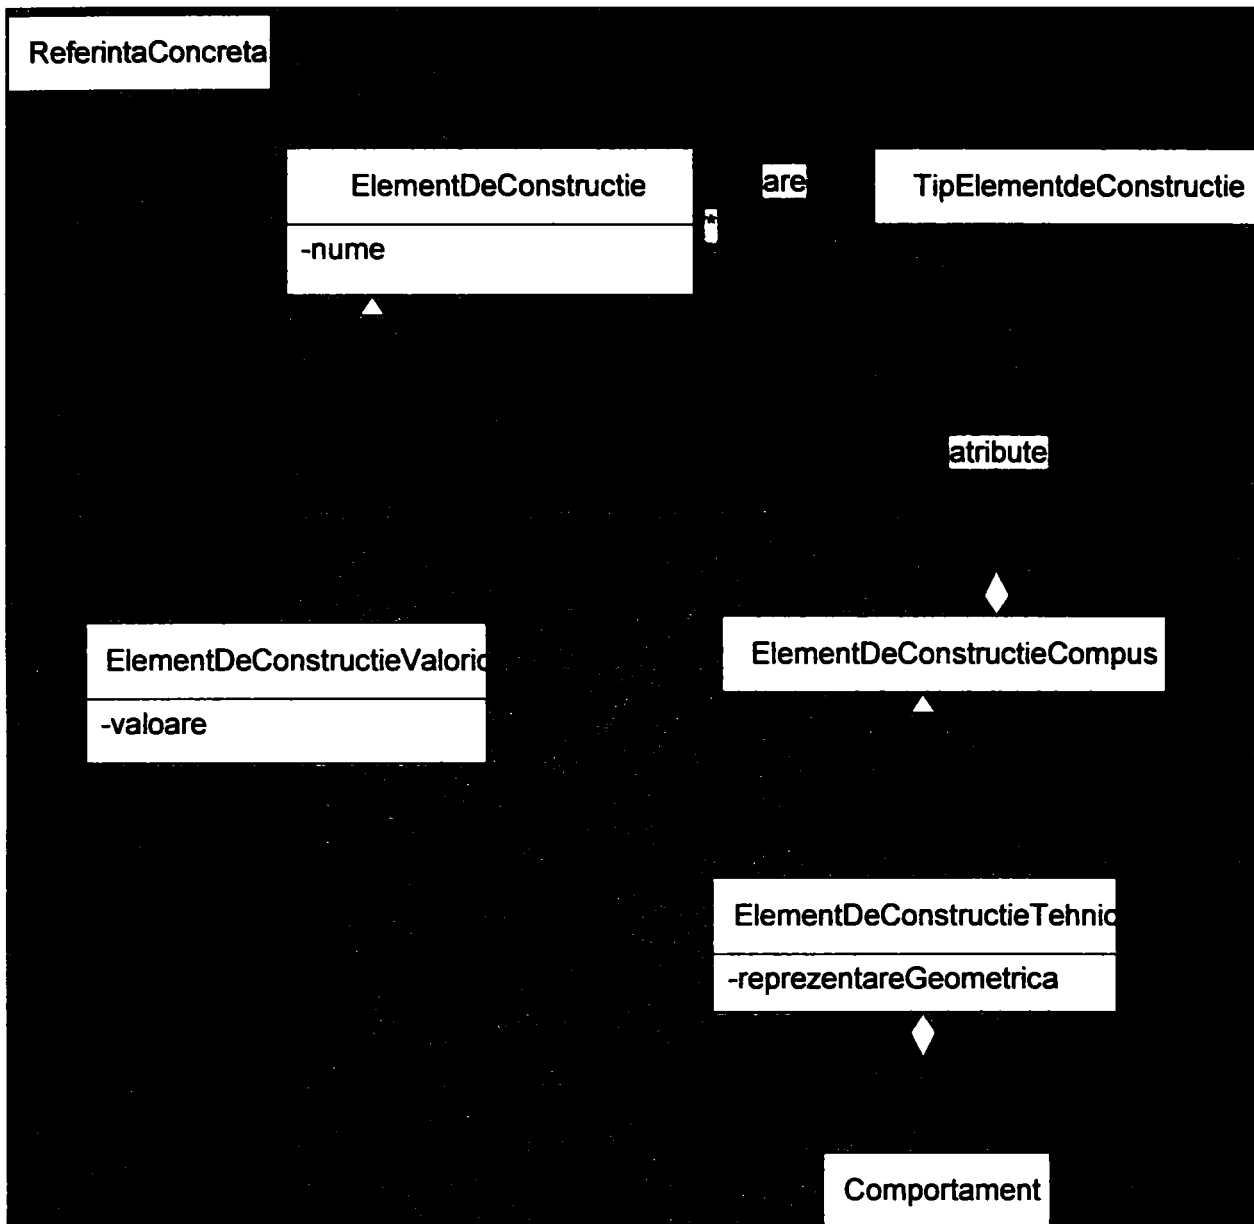 ReferintaConcreta
ElementDeConstructie
are
TipElementdeConstructie
*
-nume
atribute
ElementDeConstructieValoric
ElementDeConstructieCompus
-valoare
ElementDeConstructieTehnic
-reprezentareGeometrica
Comportament